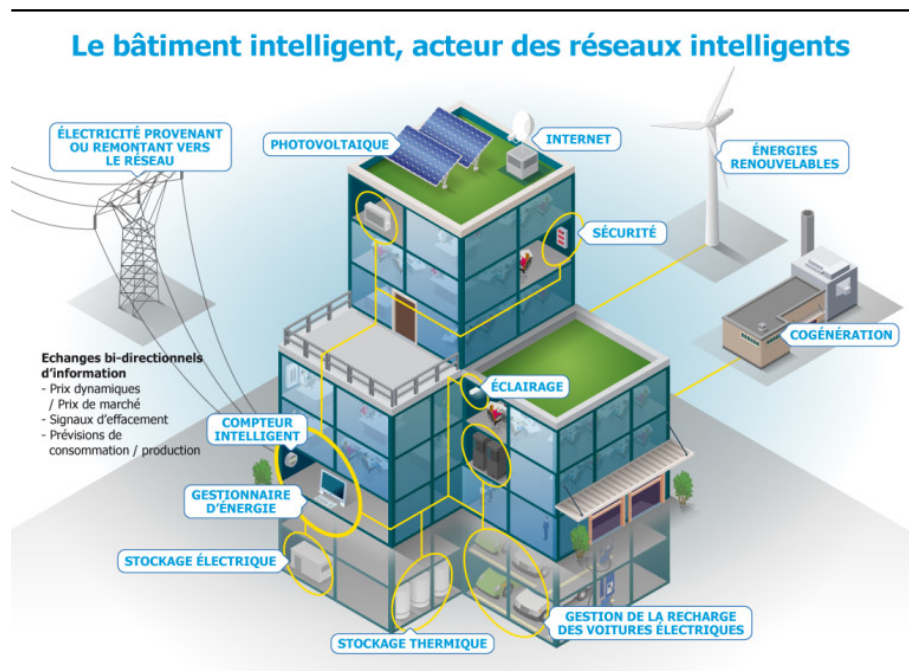 Le bâtiment intelligent, acteur des réseaux intelligents
ÉLECTRICITÉ PROVENANT
OU REMONTANT VERS
LE RÉSEAU
PHOTOVOLTAIQUE
INTERNET
ÉNERGIES
RENOUVELABLES
SÉCURITÉ
COGÉNÉRATION
Echanges bi-directionnels
d'information
- Prix dynamiques
/ Prix de marché
- Signaux d'effacement
- Prévisions de
consommation / production
ÉCLAIRAGE
COMPTEUR
INTELLIGENT
GESTIONNAIRE
D'ÉNERGIE
STOCKAGE ÉLECTRIQUE
STOCKAGE THERMIQUE
GESTION DE LA RECHARGE
DES VOITURES ÉLECTRIQUES